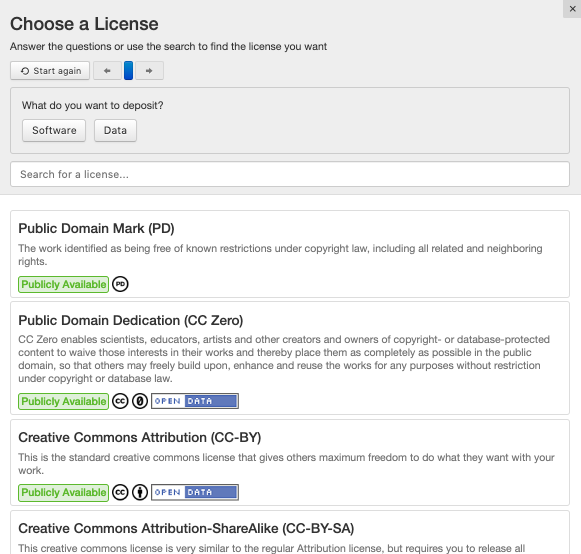 ×
Choose a License
Answer the questions or use the search to find the license you want
Start again
What do you want to deposit?
Software
Data
Search for a license...
Public Domain Mark (PD)
The work identified as being free of known restrictions under copyright law, including all related and neighboring
rights.
Publicly Available PD
Public Domain Dedication (CC Zero)
CC Zero enables scientists, educators, artists and other creators and owners of copyright- or database-protected
content to waive those interests in their works and thereby place them as completely as possible in the public
domain, so that others may freely build upon, enhance and reuse the works for any purposes without restriction
under copyright or database law.
Publicly Available cc 0 OPEN DATA
Creative Commons Attribution (CC-BY)
This is the standard creative commons license that gives others maximum freedom to do what they want with your
work.
Publicly Available cc OPEN DATA
Creative Commons Attribution-ShareAlike (CC-BY-SA)
This creative commons license is very similar to the regular Attribution license, but requires you to release all